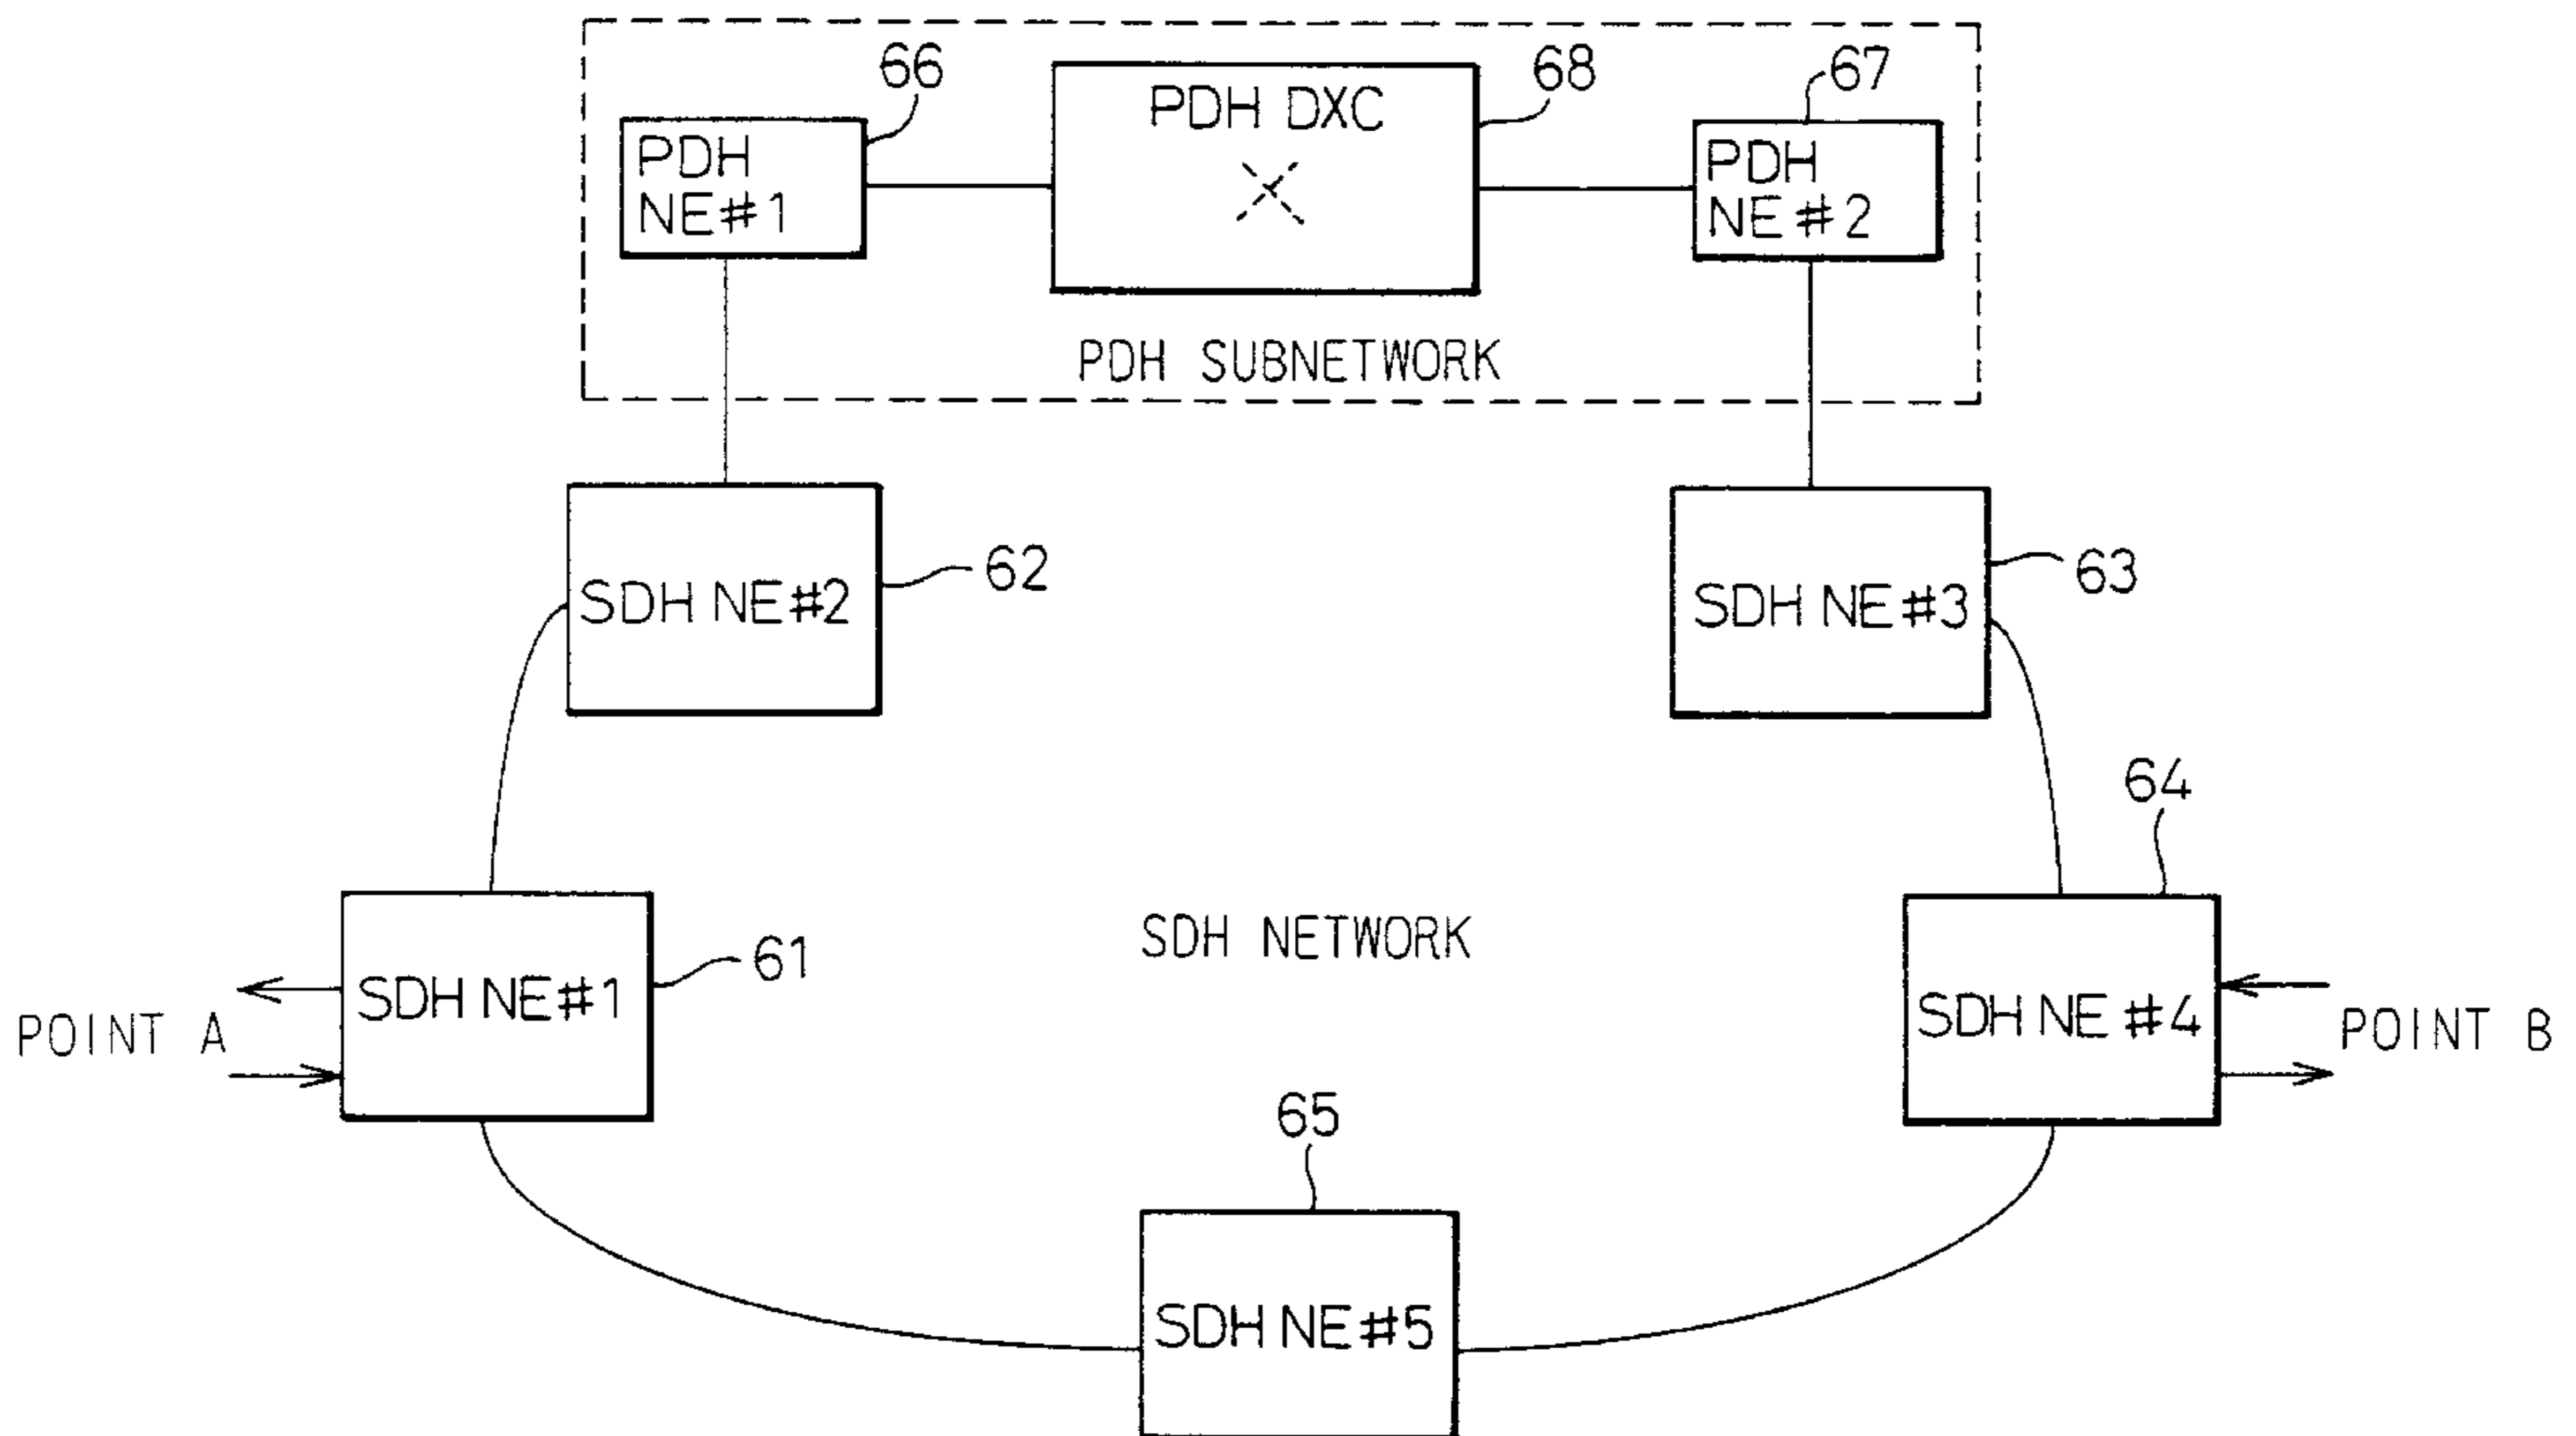 66
68
67
PDH DXC
PDH
NE#1
PDH
NE#2
PDH SUBNETWORK
62
63
SDH NE#2
SDH NE#3
64
61
SDH NETWORK
SDH NE#1
SDH NE#4
POINT A
POINT B
65
SDH NE#5